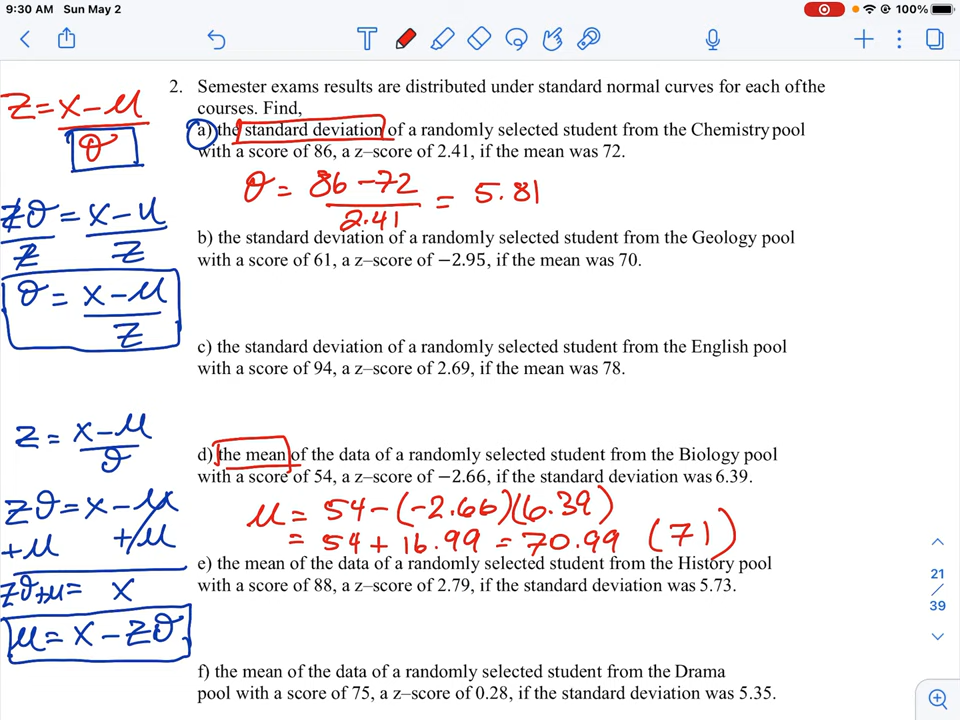 9:30 AM Sun May 2
100%
2. Semester exams results are distributed under standard normal curves for each of the
courses. Find,
a) the standard deviation of a randomly selected student from the Chemistry pool
with a score of 86, a z–score of 2.41, if the mean was 72.
σ = 86 - 72 / 2.41 = 5.81
b) the standard deviation of a randomly selected student from the Geology pool
with a score of 61, a z–score of −2.95, if the mean was 70.
c) the standard deviation of a randomly selected student from the English pool
with a score of 94, a z–score of 2.69, if the mean was 78.
d) the mean of the data of a randomly selected student from the Biology pool
with a score of 54, a z–score of −2.66, if the standard deviation was 6.39.
μ = 54 - (-2.66)(6.39)
= 54 + 16.99 = 70.99 (71)
e) the mean of the data of a randomly selected student from the History pool
with a score of 88, a z–score of 2.79, if the standard deviation was 5.73.
f) the mean of the data of a randomly selected student from the Drama
pool with a score of 75, a z–score of 0.28, if the standard deviation was 5.35.
z = x - μ / σ
zσ / z = x - μ / z
σ = x - μ / z
z = x - μ / σ
zσ = x - μ
+μ +μ
zσ + μ = x
μ = x - zσ
21
/
39